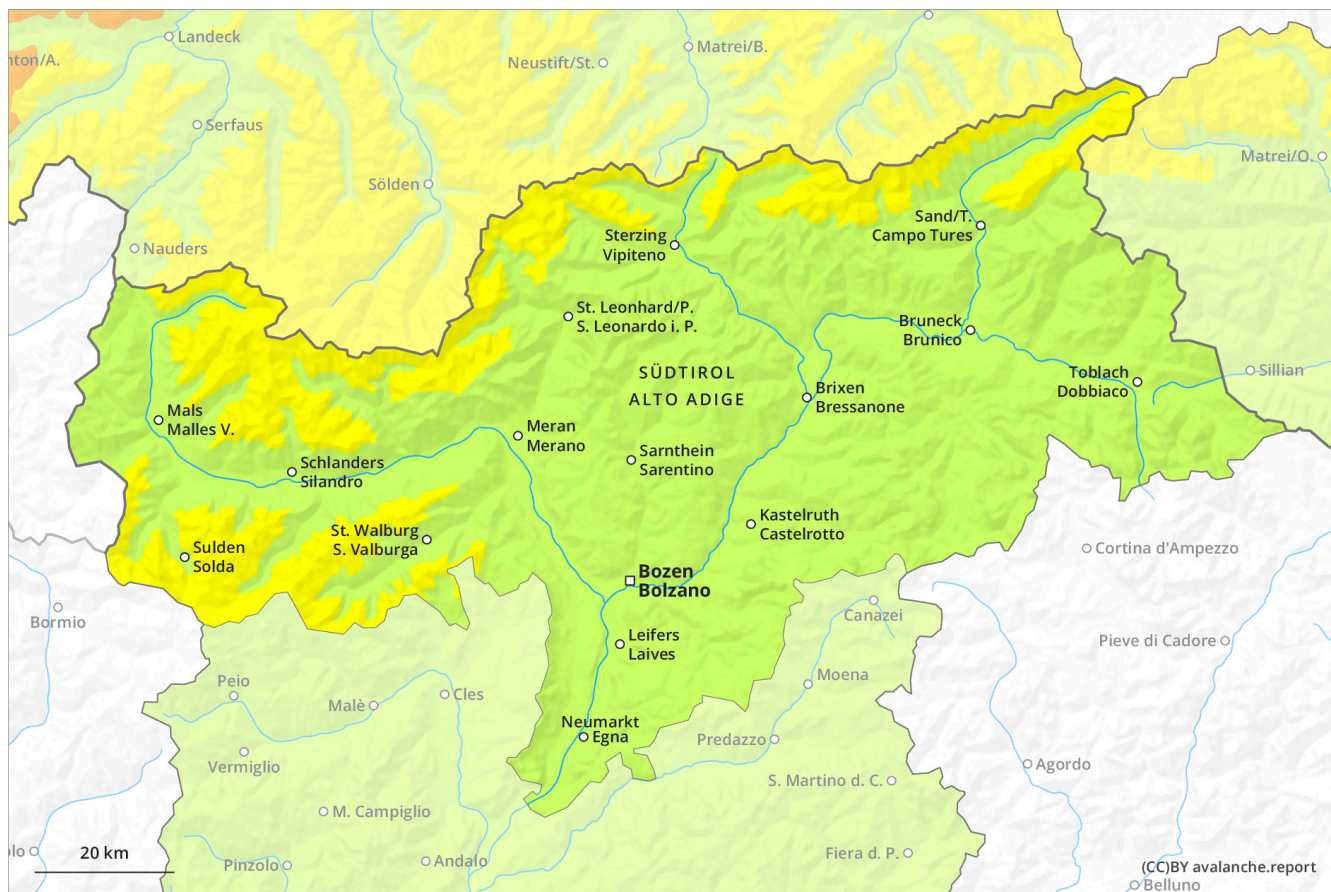 Landeck
nton/A.
Neustift/St.
Matrei/B.
Serfaus
Matrei/O.
Sölden
Nauders
Sand/T.
Campo Tures
Sterzing
Vipiteno
St. Leonhard/P.
S. Leonardo i. P.
Bruneck
Brunico
SÜDTIROL
ALTO ADIGE
Toblach
Dobbiaco
Sillian
Brixen
Bressanone
Mals
Malles V.
Meran
Merano
Sarnthein
Sarentino
Schlanders
Silandro
Kastelruth
Castelrotto
St. Walburg
S. Valburga
Sulden
Solda
Cortina d'Ampezzo
Bozen
Bolzano
Bormio
Canazei
Leifers
Laives
Pieve di Cadore
Moena
Peio
Malè
Cles
Neumarkt
Egna
Predazzo
Vermiglio
Agordo
S. Martino d. C.
M. Campiglio
olo
20 km
Pinzolo
Andalo
Fiera d. P.
(CC)BY avalanche.report
Belluno